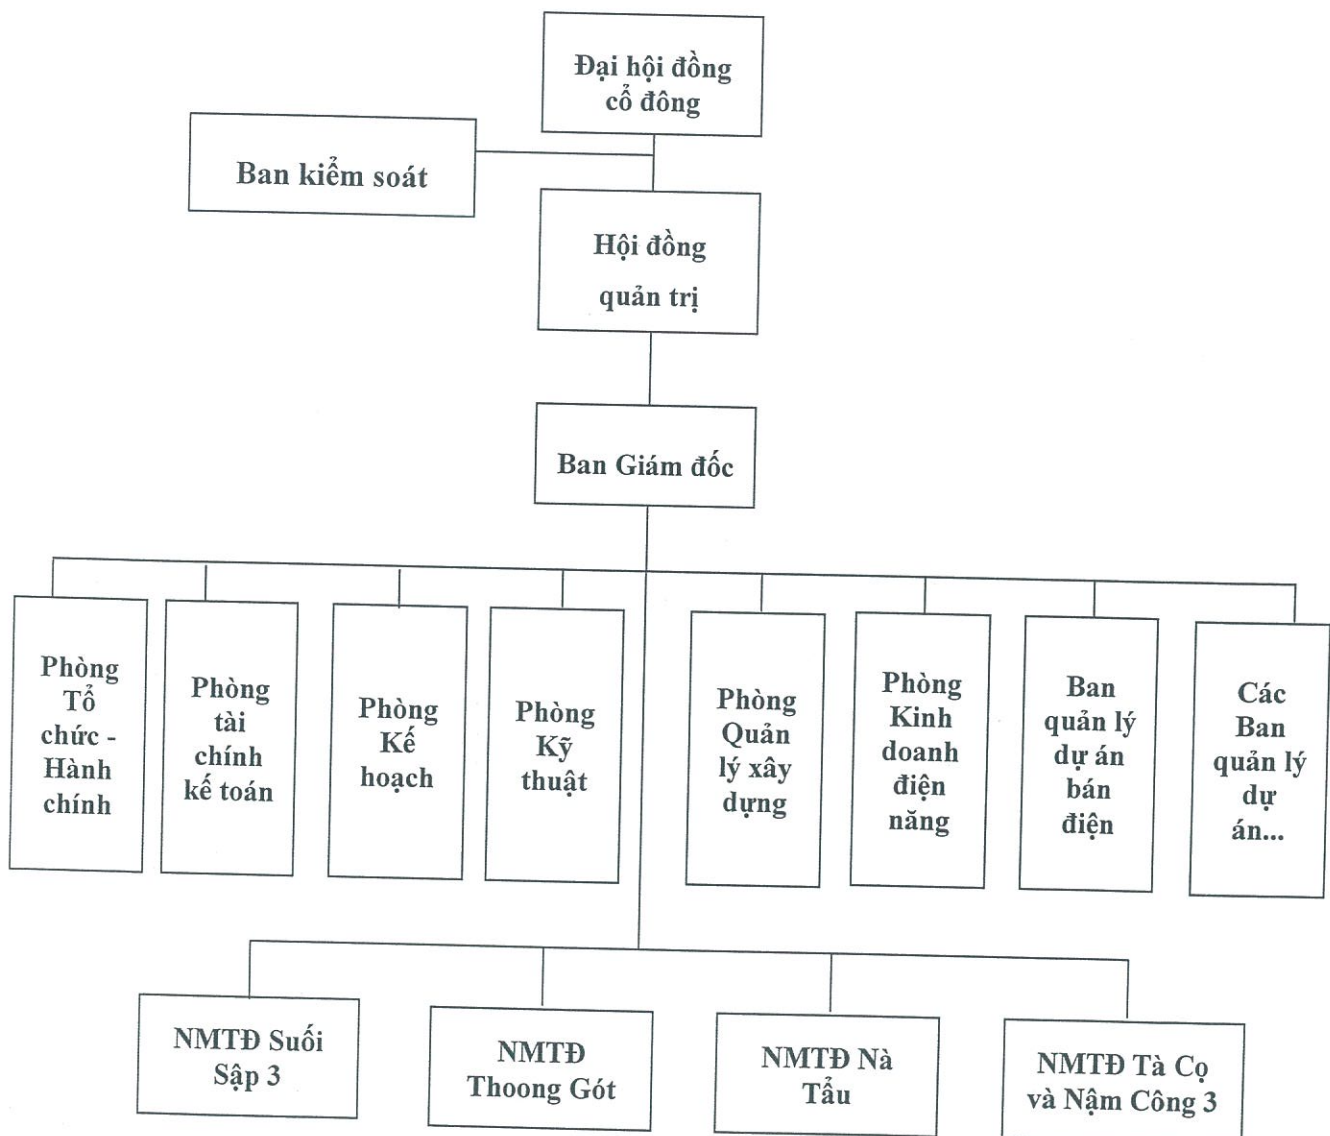 Đại hội đồng
cổ đông
Ban kiểm soát
Hội đồng
quản trị
Ban Giám đốc
Phòng
Tổ
chức -
Hành
chính
Phòng
tài
chính
kế toán
Phòng
Kế
hoạch
Phòng
Kỹ
thuật
Phòng
Quản
lý xây
dựng
Phòng
Kinh
doanh
điện
năng
Ban
quản lý
dự án
bán
điện
Các
Ban
quản lý
dự
án...
NMTĐ Suối
Sập 3
NMTĐ
Thoong Gót
NMTĐ Nà
Tẩu
NMTĐ Tà Cọ
và Nậm Công 3